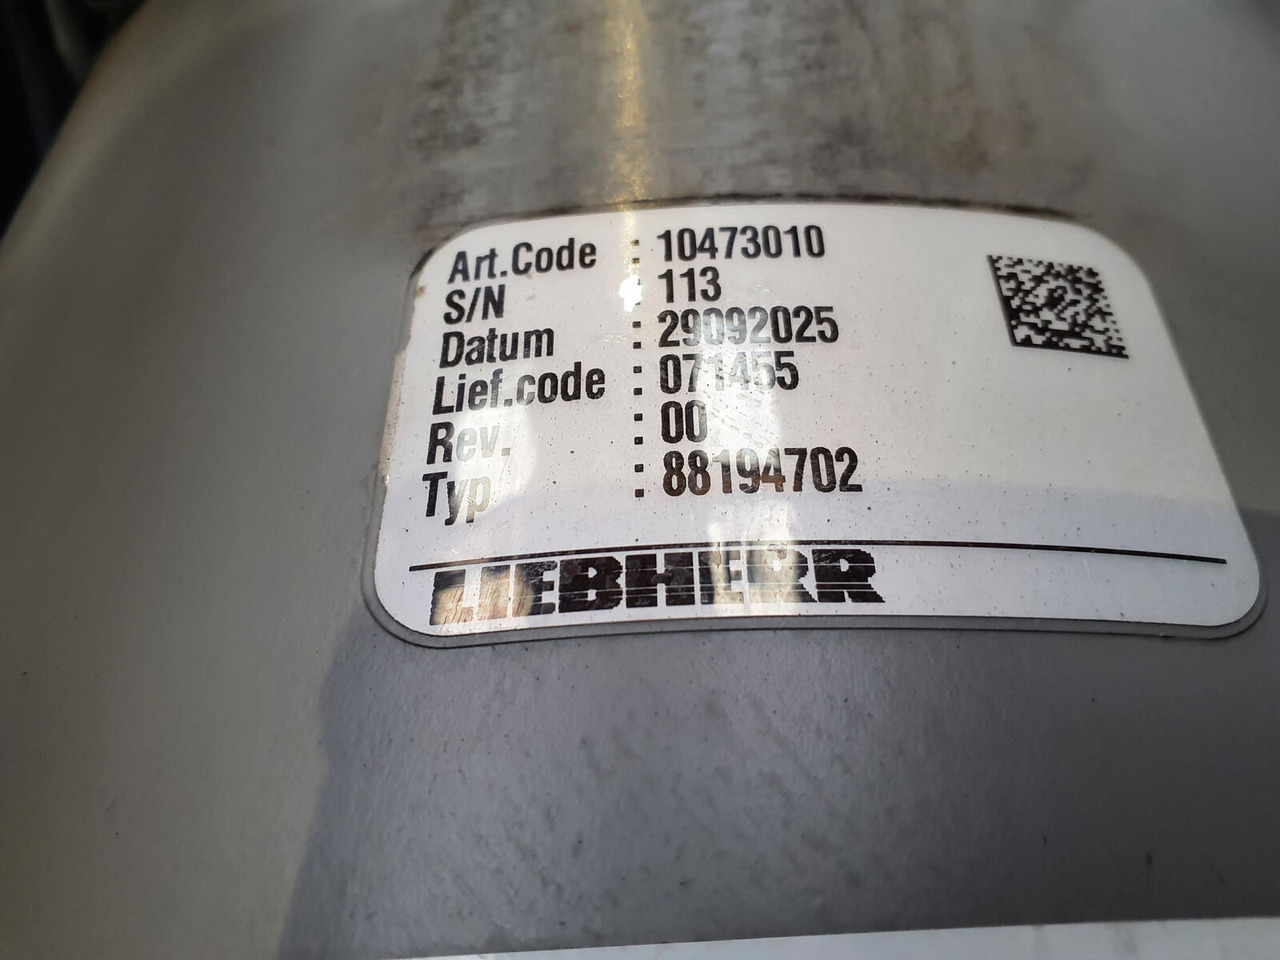 Art.Code : 10473010
S/N : 113
Datum : 29092025
Lief.code : 071455
Rev. : 00
Typ : 88194702
LIEBHERR